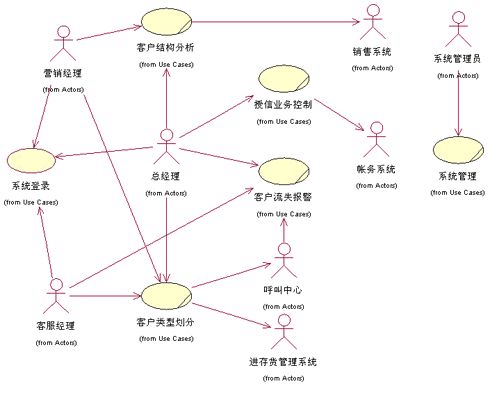 客户结构分析
(from Use Cases)
销售系统
(from Actors)
系统管理员
(from Actors)
营销经理
(from Actors)
授信业务控制
(from Use Cases)
总经理
(from Actors)
帐务系统
(from Actors)
系统管理
(from Use Cases)
系统登录
(from Use Cases)
客户流失报警
(from Use Cases)
呼叫中心
(from Actors)
客服经理
(from Actors)
客户类型划分
(from Use Cases)
进存货管理系统
(from Actors)